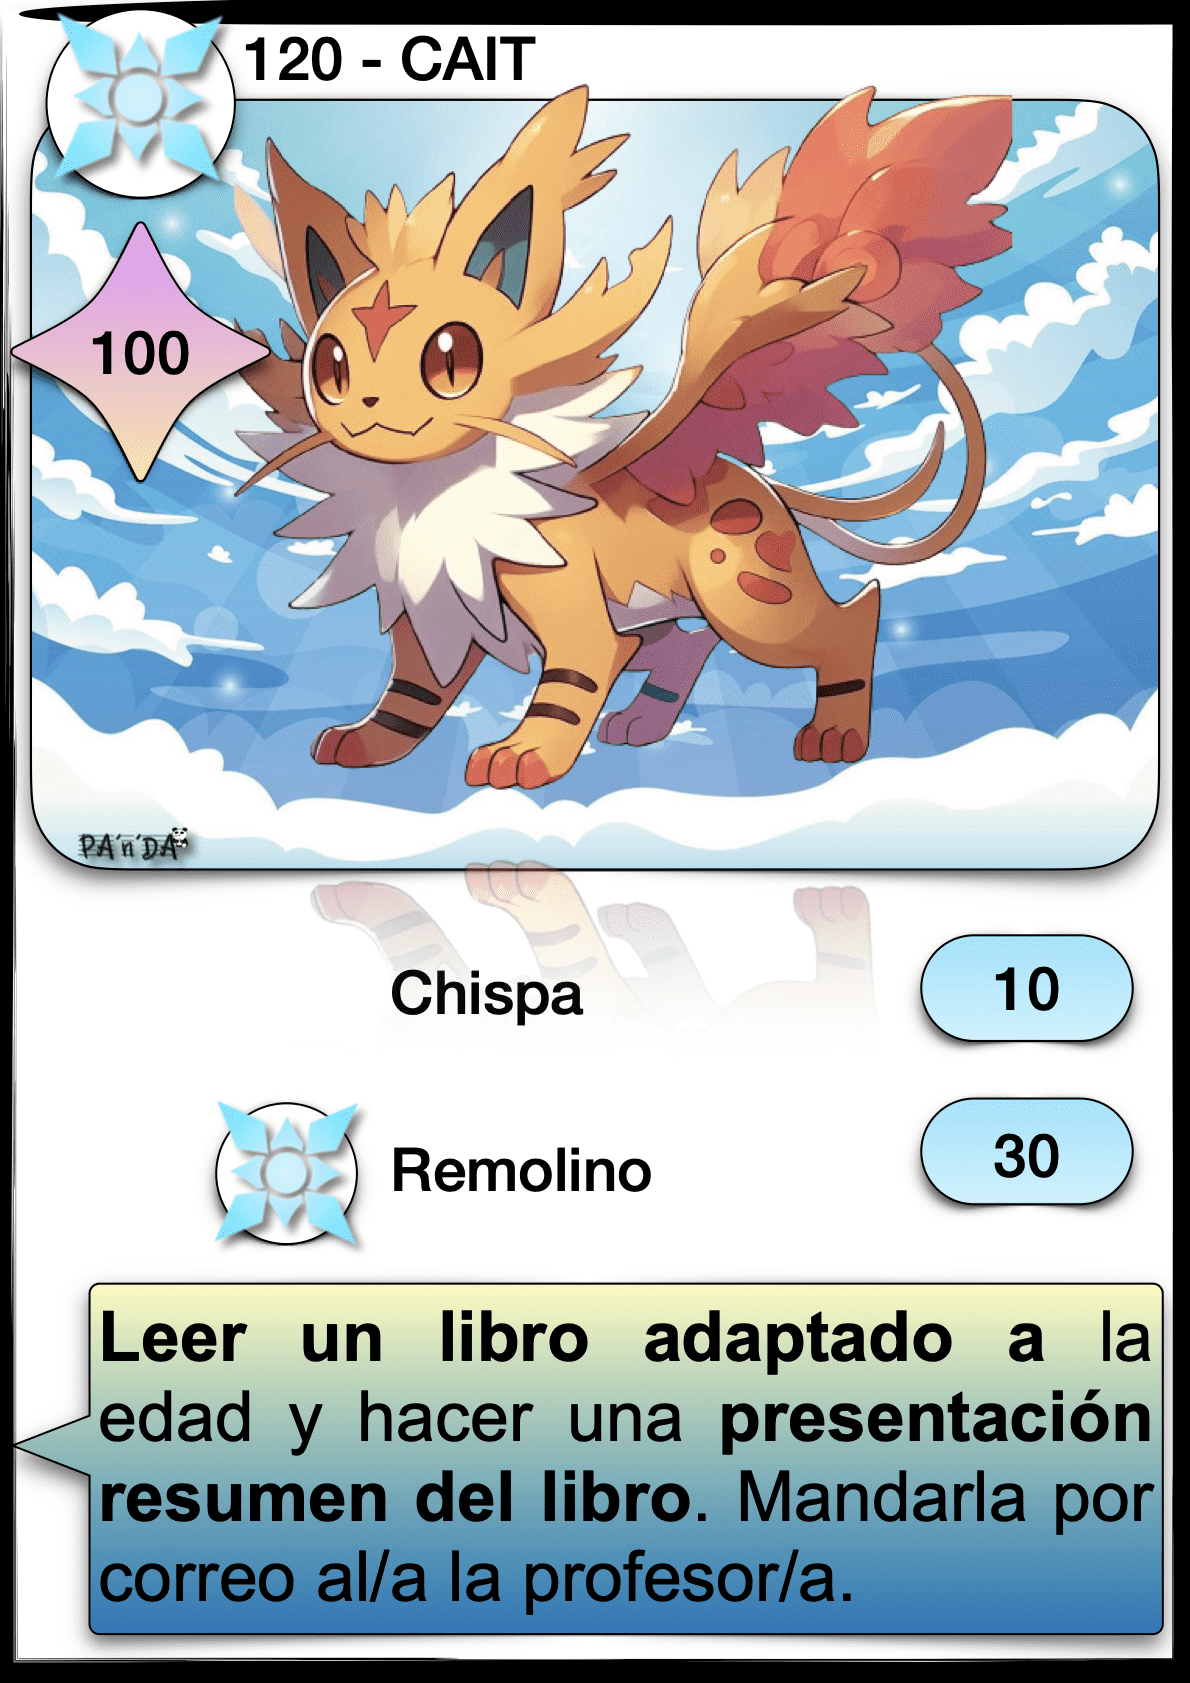 120 - CAIT
100
PA'n'DA
Chispa 10
Remolino 30
Leer un libro adaptado a la
edad y hacer una presentación
resumen del libro. Mandarla por
correo al/a la profesor/a.